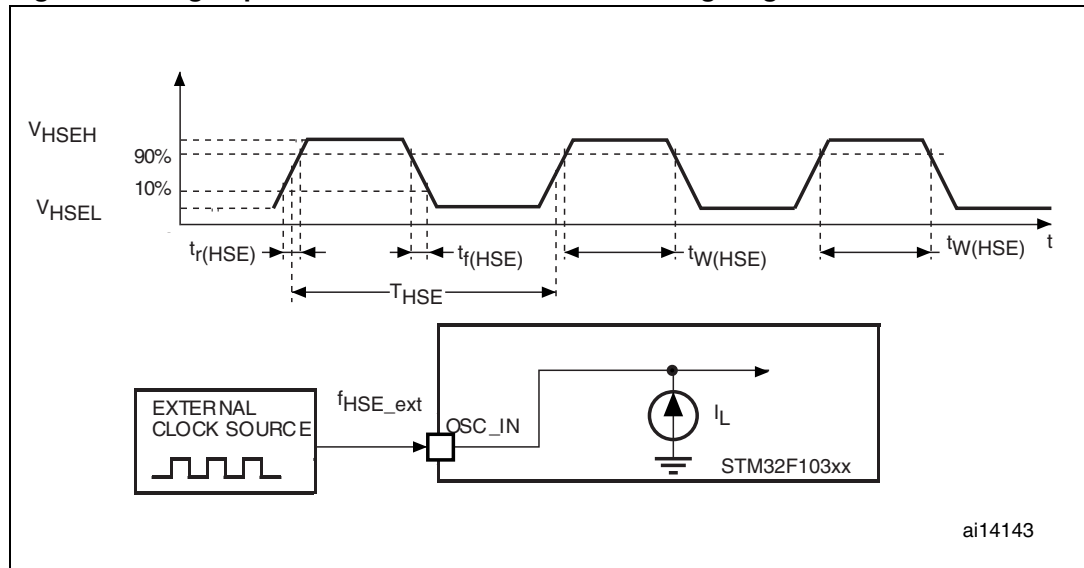 VHSEH
90%
10%
VHSEL
tr(HSE)
tf(HSE)
tW(HSE)
tW(HSE)
t
THSE
EXTERNAL
CLOCK SOURCE
fHSE_ext
OSC_IN
IL
STM32F103xx
ai14143